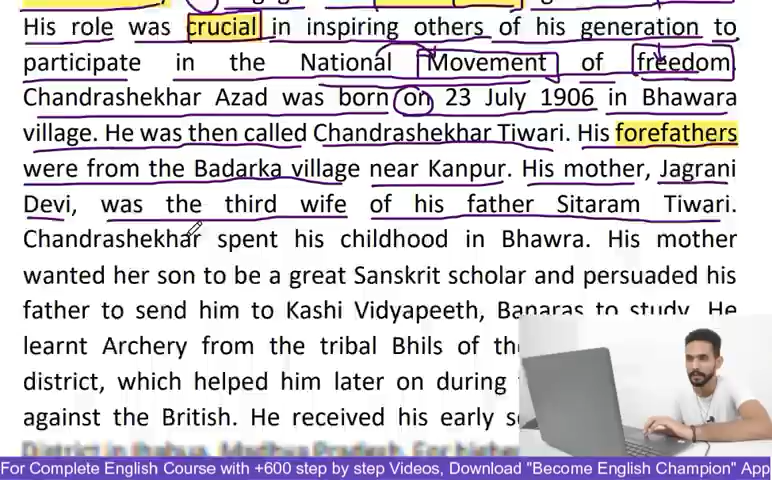 His role was crucial in inspiring others of his generation to
participate in the National Movement of freedom.
Chandrashekhar Azad was born on 23 July 1906 in Bhawara
village. He was then called Chandrashekhar Tiwari. His forefathers
were from the Badarka village near Kanpur. His mother, Jagrani
Devi, was the third wife of his father Sitaram Tiwari.
Chandrashekhar spent his childhood in Bhawra. His mother
wanted her son to be a great Sanskrit scholar and persuaded his
father to send him to Kashi Vidyapeeth, Banaras to study. He
learnt Archery from the tribal Bhils of
district, which helped him later on during
against the British. He received his early
For Complete English Course with +600 step by step Videos, Download "Become English Champion" App